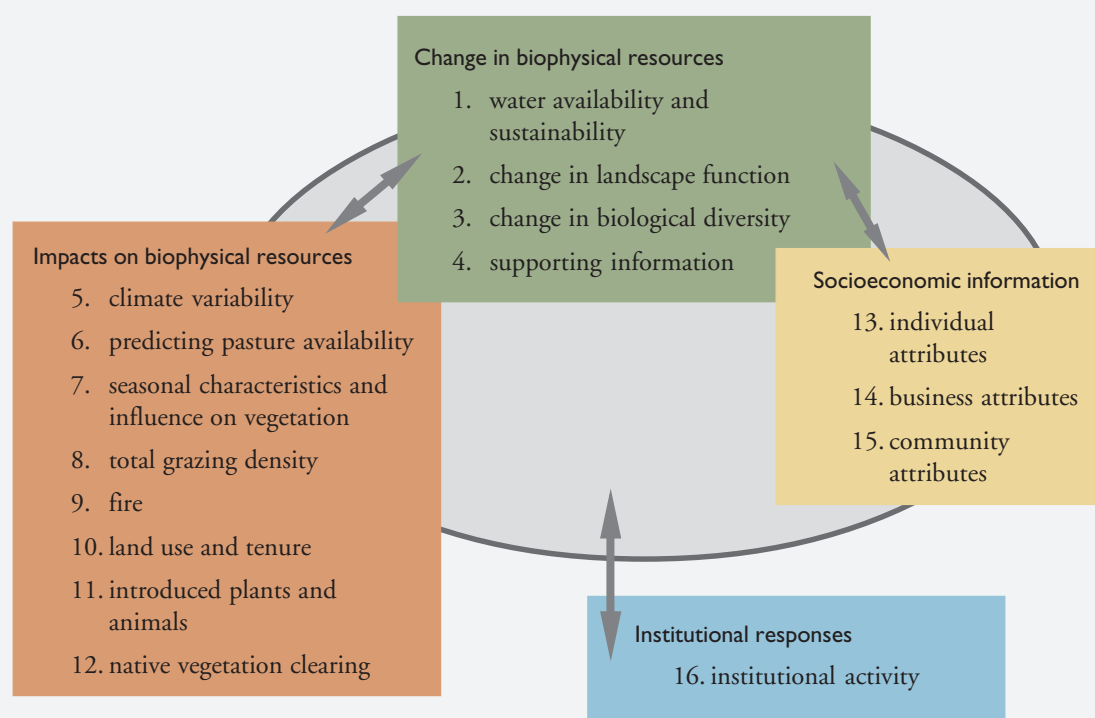 Change in biophysical resources
1. water availability and
sustainability
2. change in landscape function
3. change in biological diversity
4. supporting information
Impacts on biophysical resources
5. climate variability
6. predicting pasture availability
7. seasonal characteristics and
influence on vegetation
8. total grazing density
9. fire
10. land use and tenure
11. introduced plants and
animals
12. native vegetation clearing
Socioeconomic information
13. individual
attributes
14. business attributes
15. community
attributes
Institutional responses
16. institutional activity